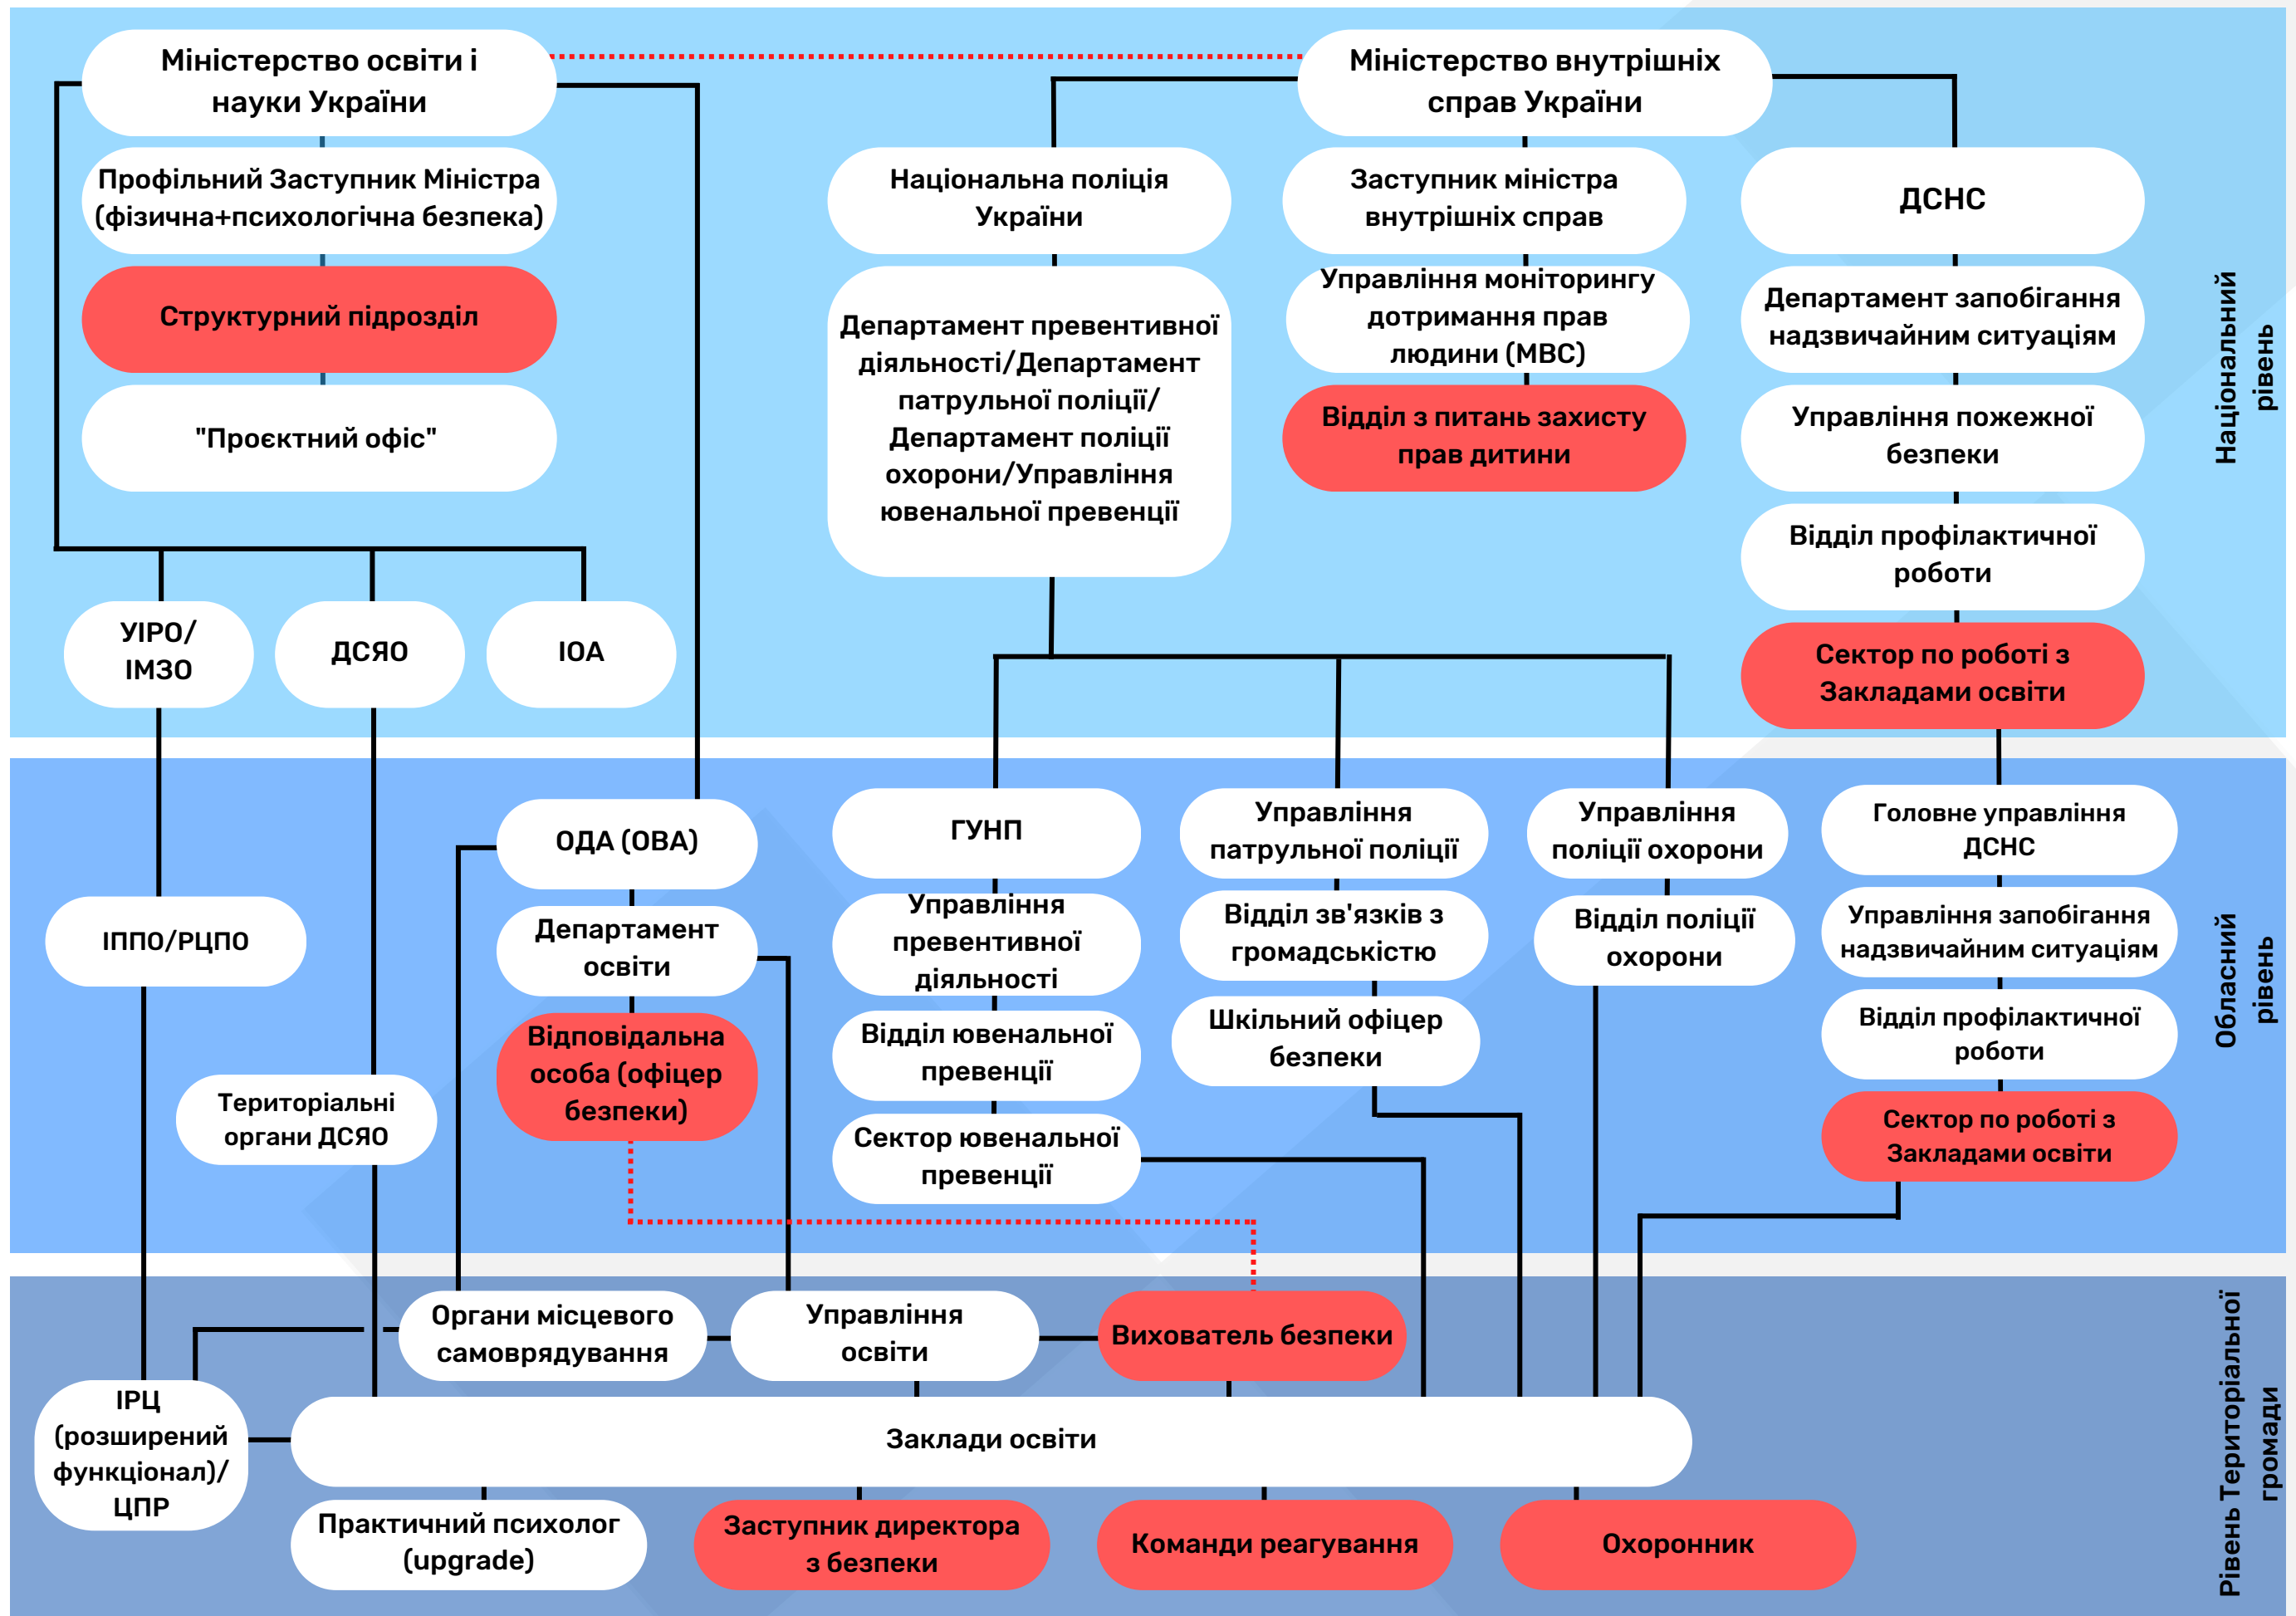 Міністерство освіти і
науки України
Міністерство внутрішніх
справ України
Профільний Заступник Міністра
(фізична+психологічна безпека)
Національна поліція
України
Заступник міністра
внутрішніх справ
ДСНС
Структурний підрозділ
Департамент превентивної
діяльності/Департамент
патрульної поліції/
Департамент поліції
охорони/Управління
ювенальної превенції
Управління моніторингу
дотримання прав
людини (МВС)
Департамент запобігання
надзвичайним ситуаціям
"Проєктний офіс"
Відділ з питань захисту
прав дитини
Управління пожежної
безпеки
Відділ профілактичної
роботи
УІРО/
ІМЗО
ДСЯО
ІОА
Сектор по роботі з
Закладами освіти
Національний
рівень
ОДА (ОВА)
ГУНП
Управління
патрульної поліції
Управління
поліції охорони
Головне управління
ДСНС
ІППО/РЦПО
Департамент
освіти
Управління
превентивної
діяльності
Відділ зв'язків з
громадськістю
Відділ поліції
охорони
Управління запобігання
надзвичайним ситуаціям
Відповідальна
особа (офіцер
безпеки)
Відділ ювенальної
превенції
Шкільний офіцер
безпеки
Відділ профілактичної
роботи
Територіальні
органи ДСЯО
Сектор ювенальної
превенції
Сектор по роботі з
Закладами освіти
Обласний
рівень
Органи місцевого
самоврядування
Управління
освіти
Вихователь безпеки
ІРЦ
(розширений
функціонал)/
ЦПР
Заклади освіти
Практичний психолог
(upgrade)
Заступник директора
з безпеки
Команди реагування
Охоронник
Рівень Територіальної
громади